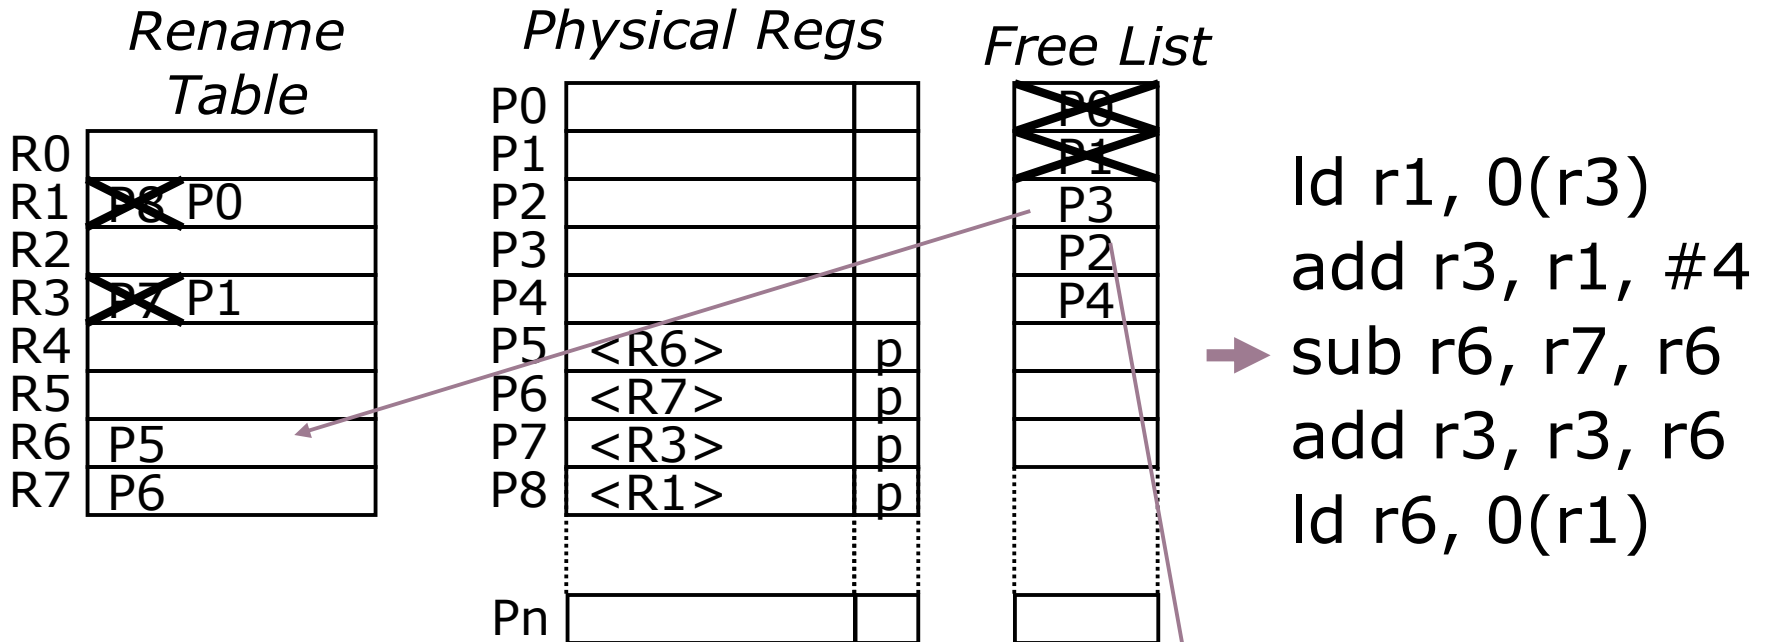 Rename
Table
R0
R1 P8 P0
R2
R3 P7 P1
R4
R5
R6 P5
R7 P6
Physical Regs
P0
P1
P2
P3
P4
P5 <R6> p
P6 <R7> p
P7 <R3> p
P8 <R1> p
Pn
Free List
P0
P1
P3
P2
P4
ld r1, 0(r3)
add r3, r1, #4
sub r6, r7, r6
add r3, r3, r6
ld r6, 0(r1)